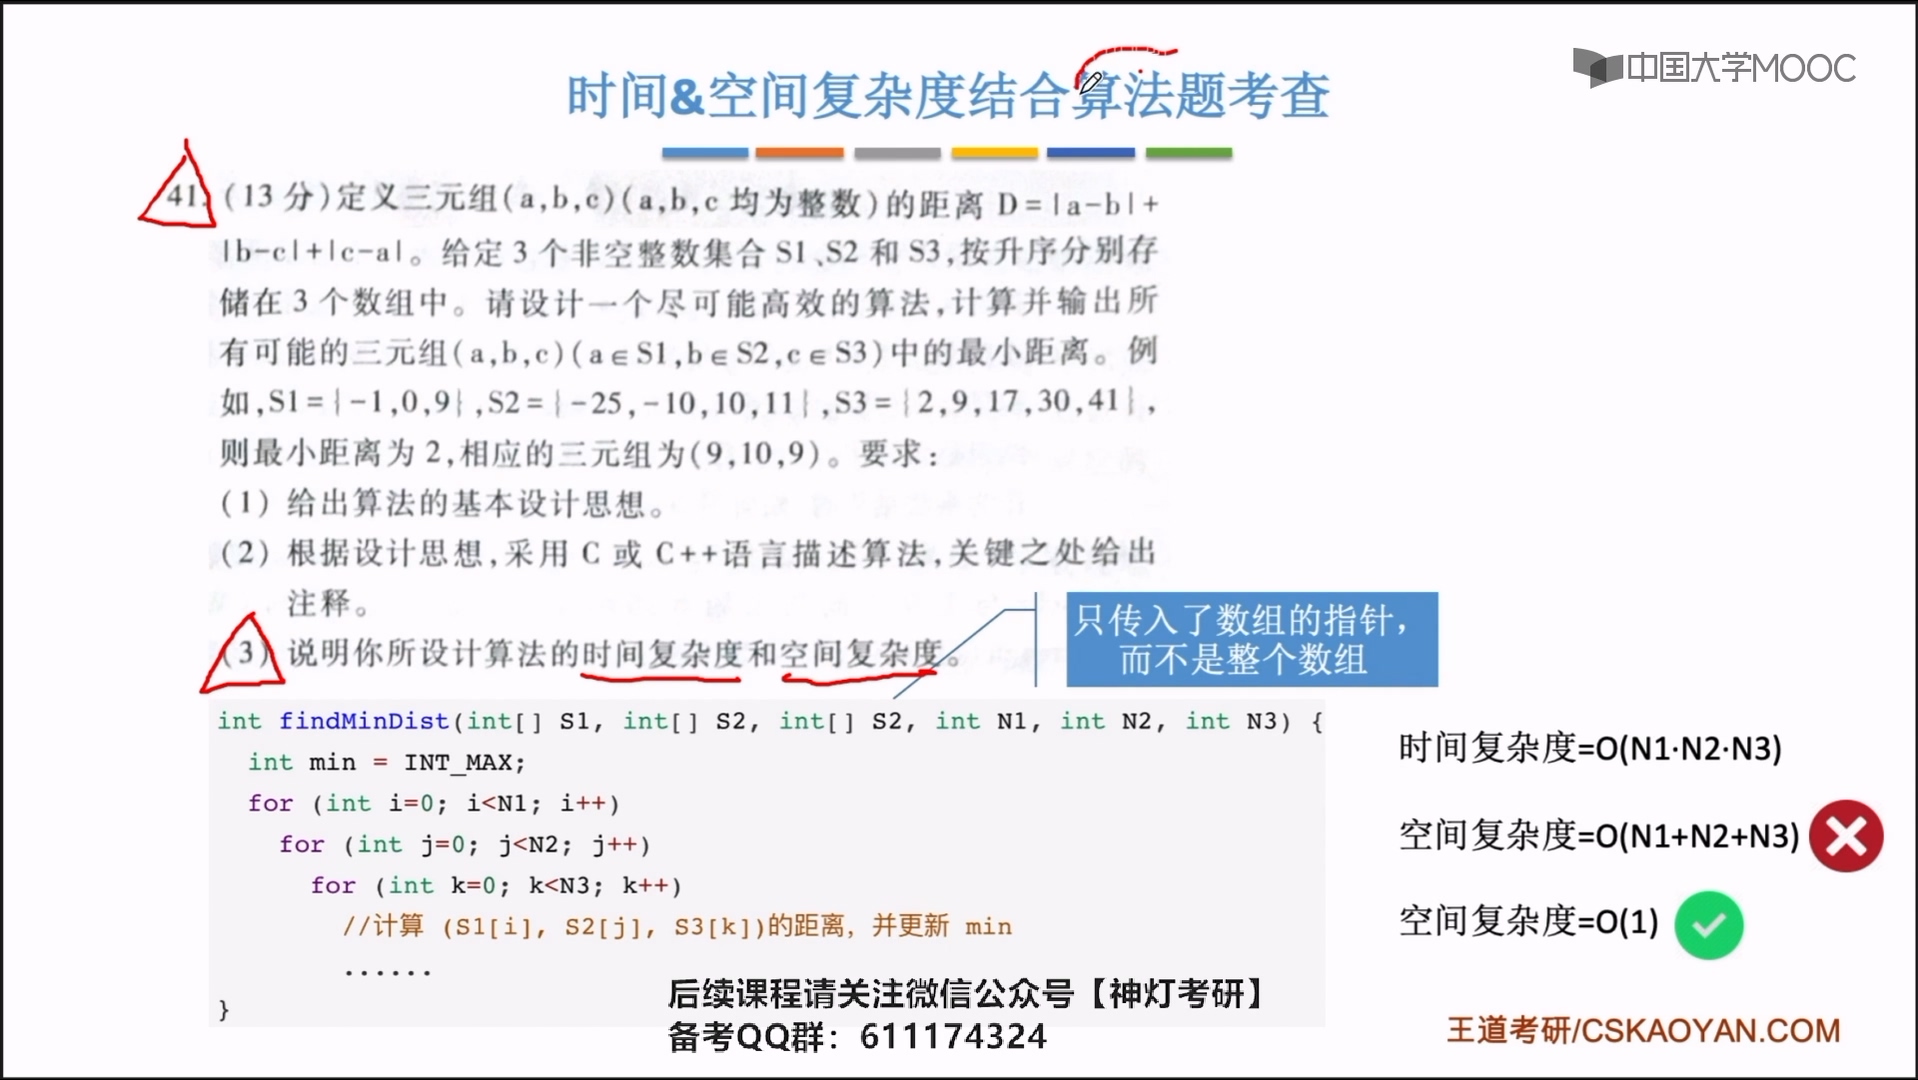 时间&空间复杂度结合算法题考查
中国大学MOOC
41.(13分)定义三元组(a,b,c)(a,b,c 均为整数)的距离 D=|a-b|+
|b-c|+|c-a|。给定 3 个非空整数集合 S1、S2 和 S3,按升序分别存
储在 3 个数组中。请设计一个尽可能高效的算法,计算并输出所
有可能的三元组(a,b,c)(a∈S1,b∈S2,c∈S3)中的最小距离。例
如,S1={-1,0,9},S2={-25,-10,10,11},S3={2,9,17,30,41},
则最小距离为 2,相应的三元组为(9,10,9)。要求:
(1) 给出算法的基本设计思想。
(2) 根据设计思想,采用 C 或 C++语言描述算法,关键之处给出
注释。
(3) 说明你所设计算法的时间复杂度和空间复杂度。
只传入了数组的指针，
而不是整个数组
int findMinDist(int[] S1, int[] S2, int[] S2, int N1, int N2, int N3) {
int min = INT_MAX;
for (int i=0; i<N1; i++)
for (int j=0; j<N2; j++)
for (int k=0; k<N3; k++)
//计算 (S1[i], S2[j], S3[k])的距离，并更新 min
......
}
时间复杂度=O(N1·N2·N3)
空间复杂度=O(N1+N2+N3)
空间复杂度=O(1)
后续课程请关注微信公众号【神灯考研】
备考QQ群：611174324
王道考研/CSKAOYAN.COM